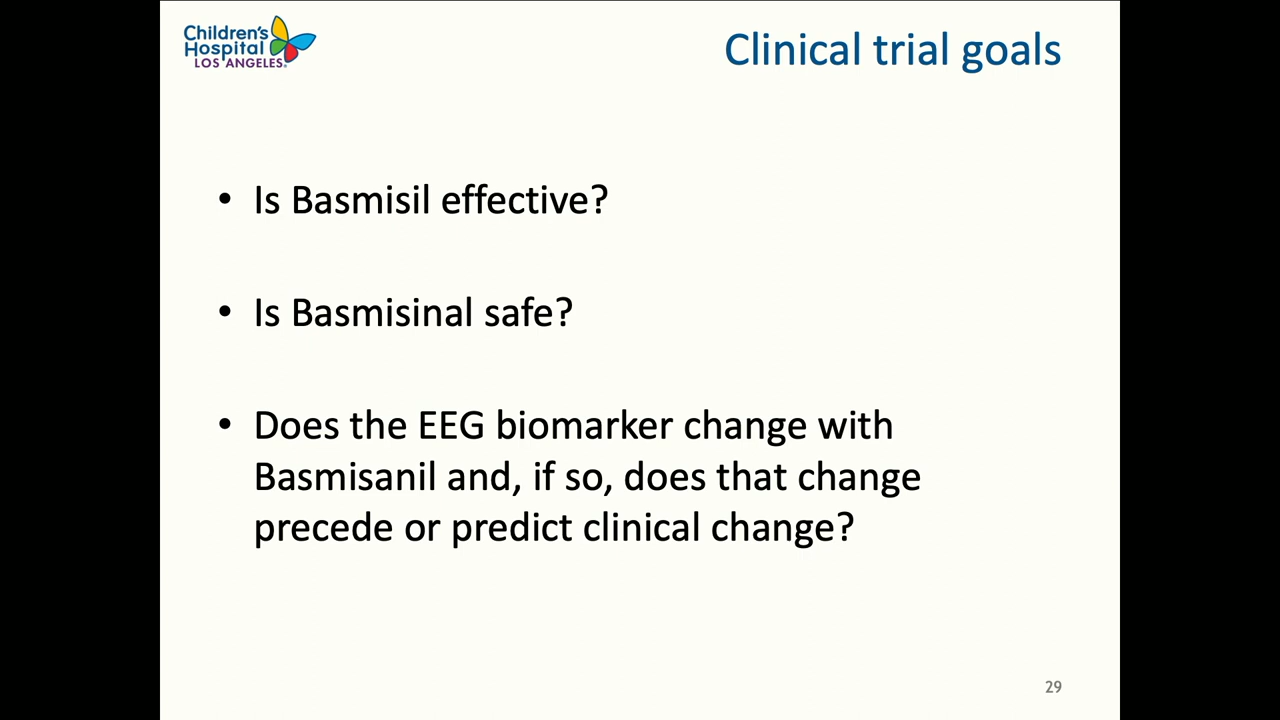 Children's
Hospital
LOS ANGELES
Clinical trial goals
• Is Basmisil effective?
• Is Basmisinal safe?
• Does the EEG biomarker change with
Basmisanil and, if so, does that change
precede or predict clinical change?
29